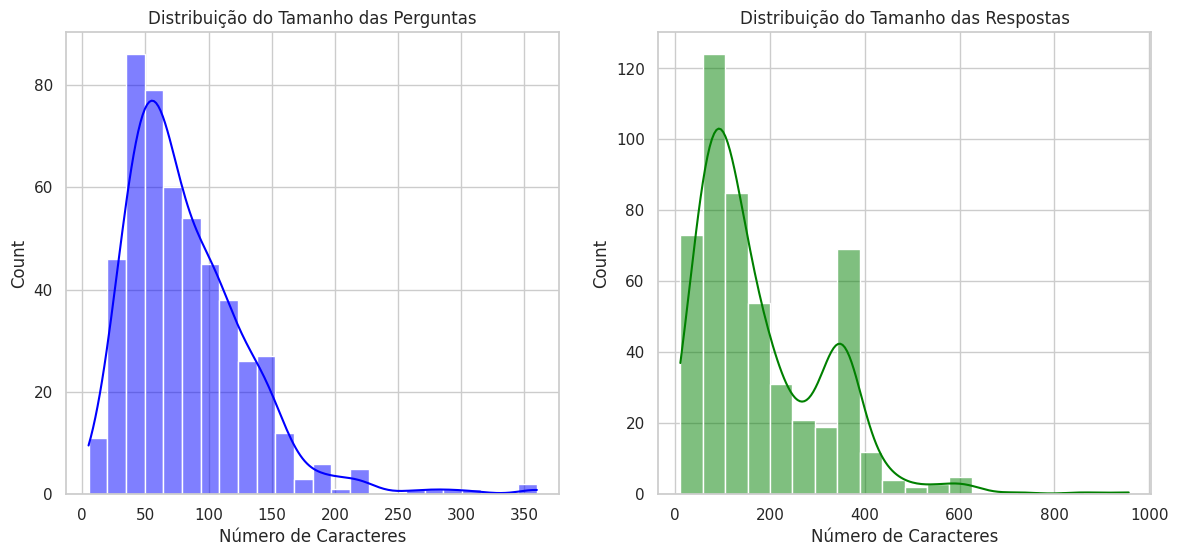 Distribuição do Tamanho das Perguntas
Count
80
60
40
20
0
0 50 100 150 200 250 300 350
Número de Caracteres
Distribuição do Tamanho das Respostas
Count
120
100
80
60
40
20
0
0 200 400 600 800 1000
Número de Caracteres